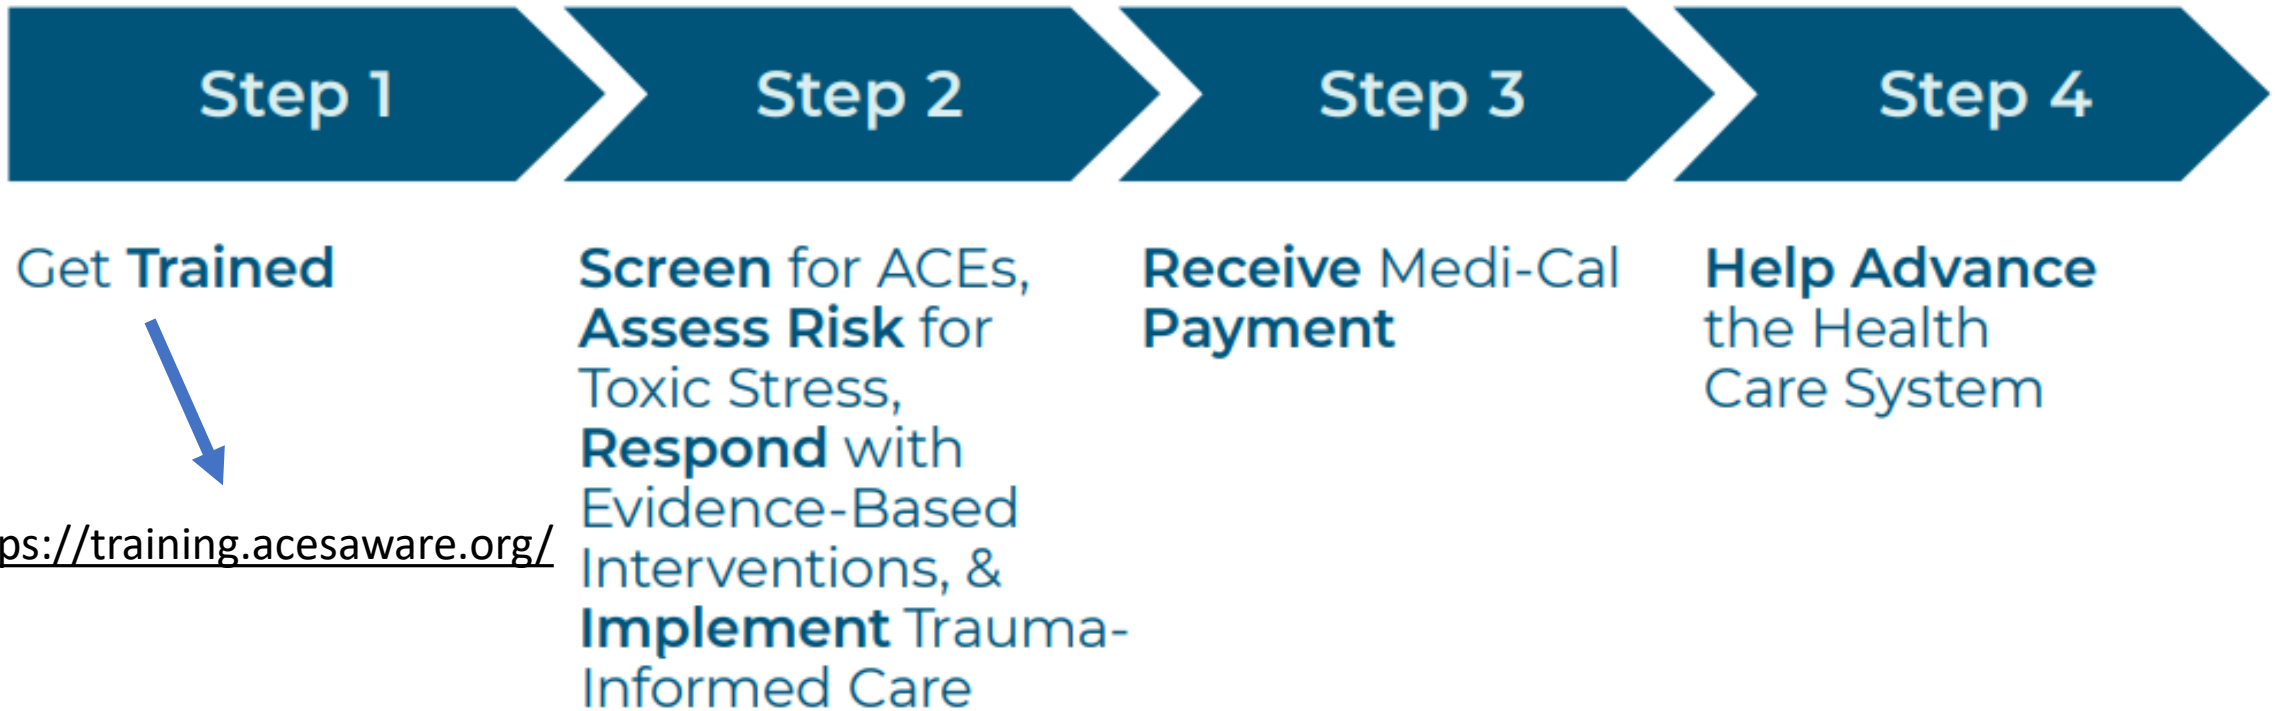 Step 1
Step 2
Step 3
Step 4
Get Trained
ps://training.acesaware.org/
Screen for ACEs,
Assess Risk for
Toxic Stress,
Respond with
Evidence-Based
Interventions, &
Implement Trauma-
Informed Care
Receive Medi-Cal
Payment
Help Advance
the Health
Care System